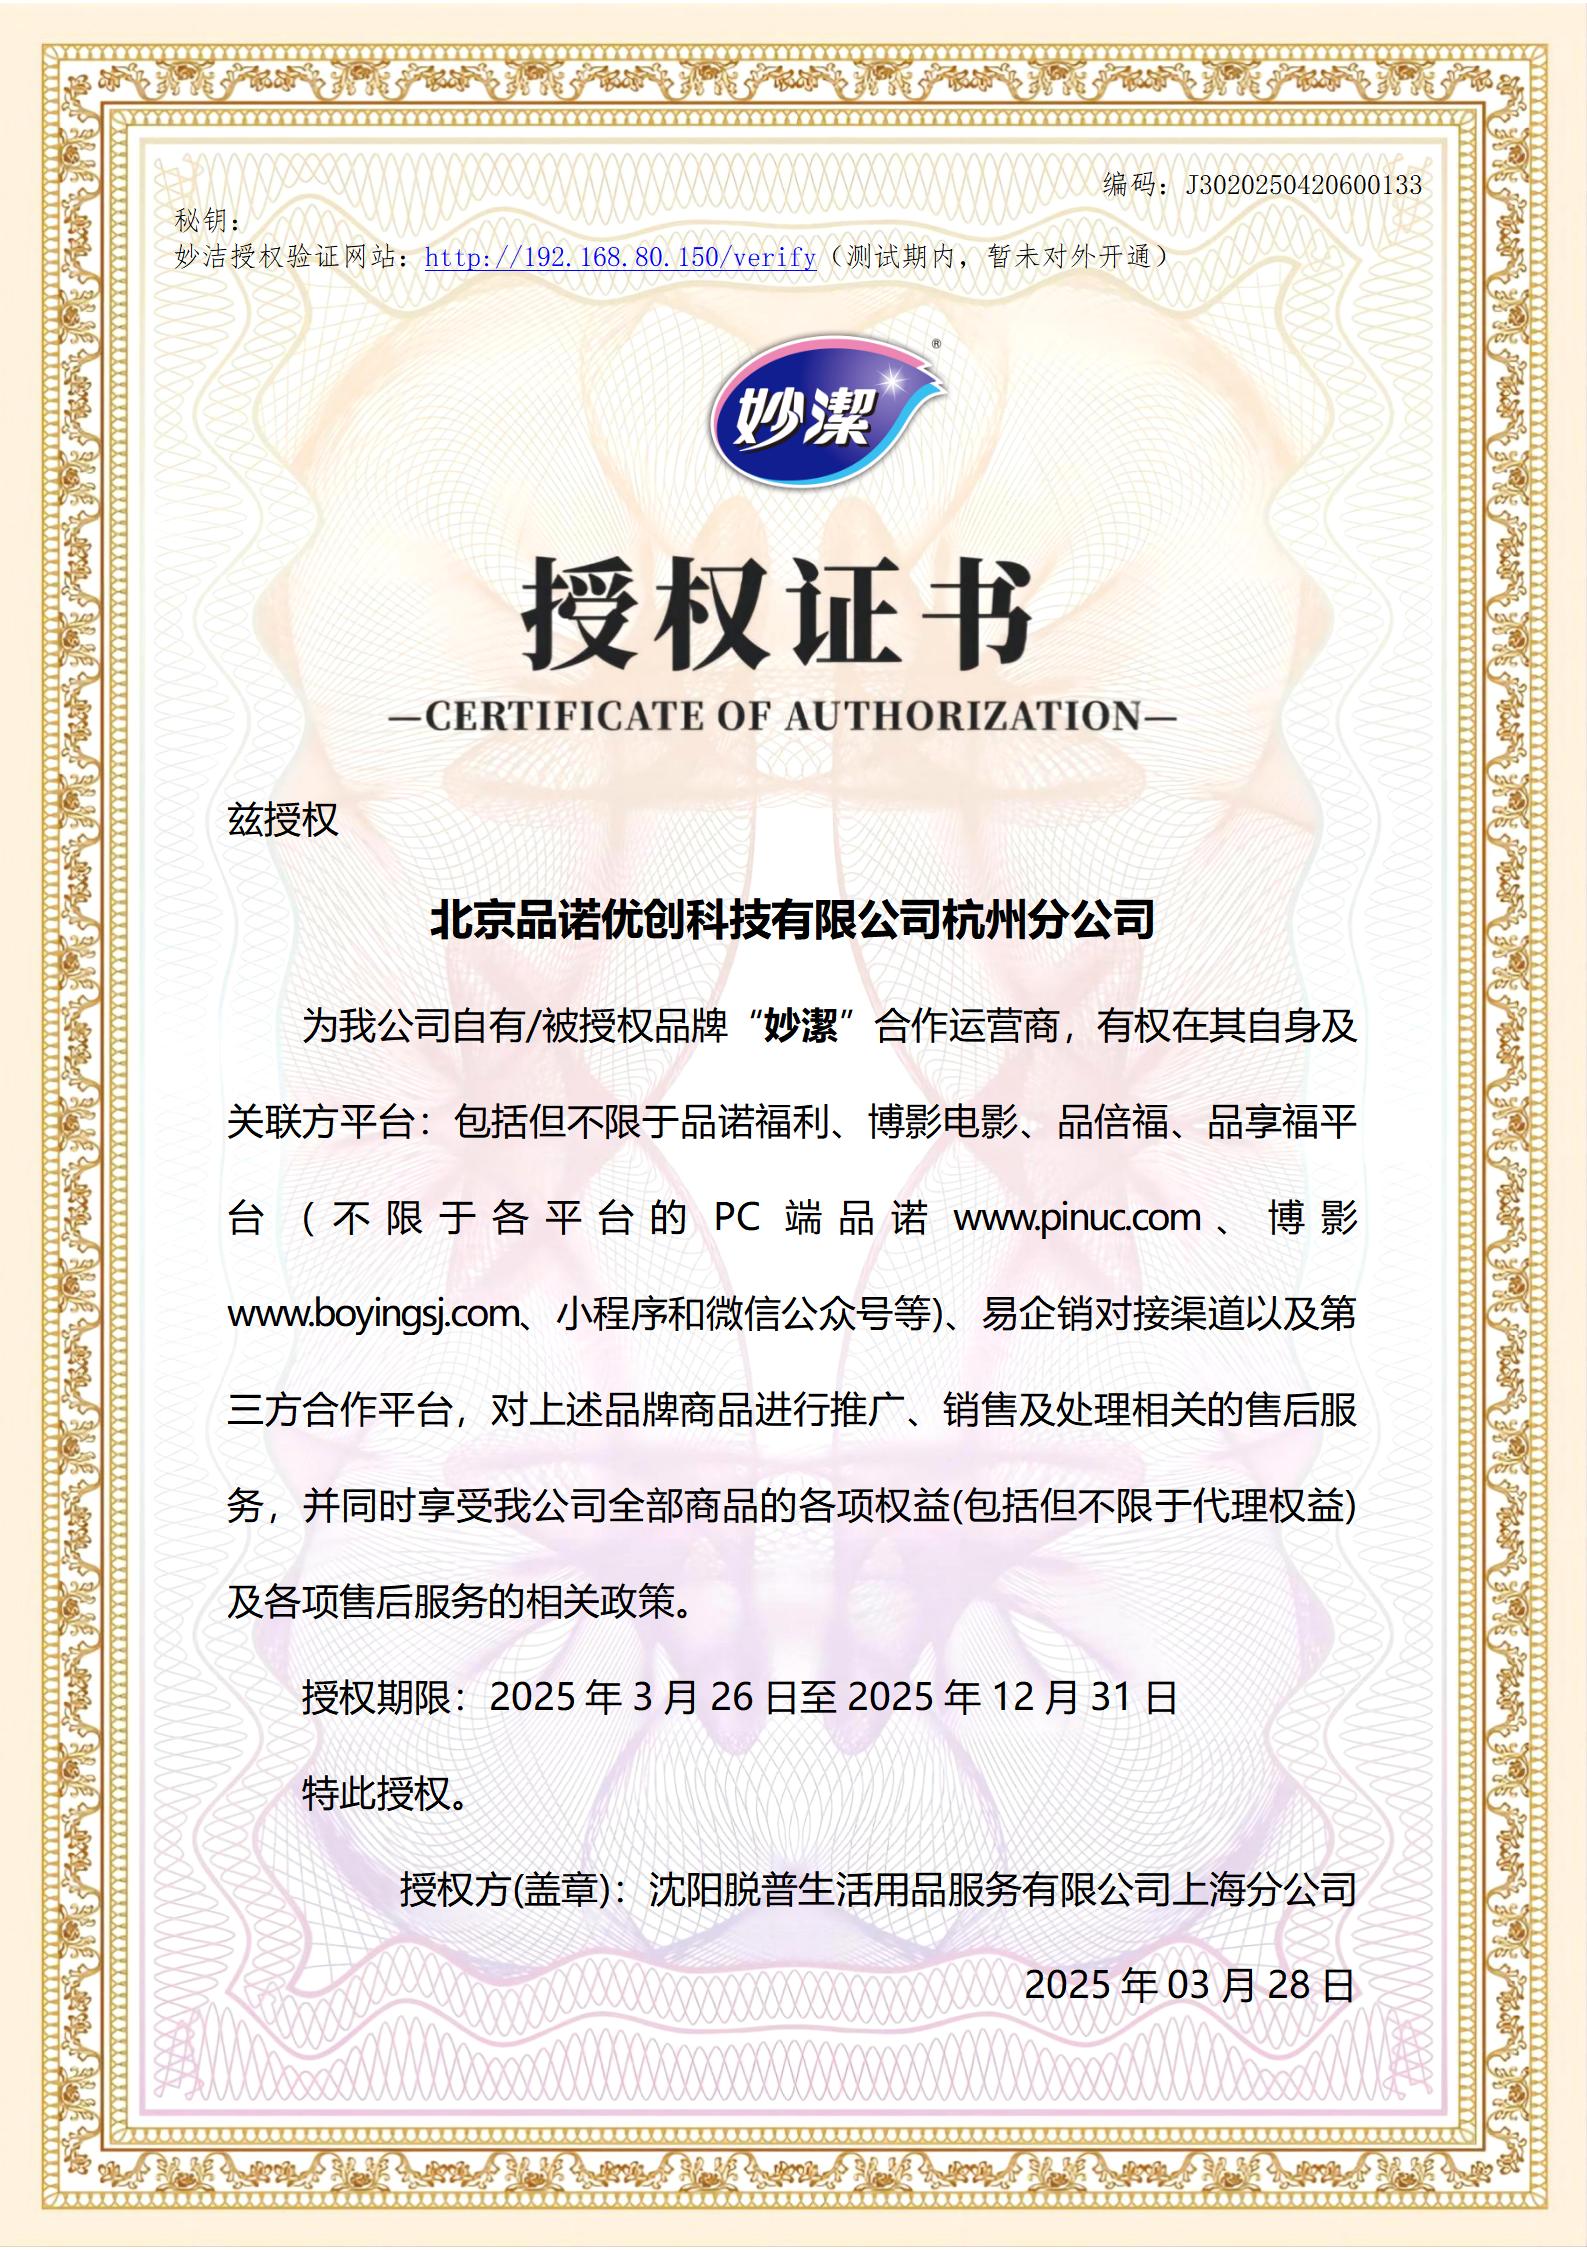 编码：J3020250420600133
秘钥：
妙洁授权验证网站：http://192.168.80.150/verify（测试期内，暂未对外开通）
妙潔®
授权证书
—CERTIFICATE OF AUTHORIZATION—
兹授权
北京品诺优创科技有限公司杭州分公司
为我公司自有/被授权品牌“妙潔”合作运营商，有权在其自身及
关联方平台：包括但不限于品诺福利、博影电影、品倍福、品享福平
台（不限于各平台的 PC 端品诺 www.pinuc.com、博影
www.boyingsj.com、小程序和微信公众号等)、易企销对接渠道以及第
三方合作平台，对上述品牌商品进行推广、销售及处理相关的售后服
务，并同时享受我公司全部商品的各项权益(包括但不限于代理权益)
及各项售后服务的相关政策。
授权期限：2025 年 3 月 26 日至 2025 年 12 月 31 日
特此授权。
授权方(盖章)：沈阳脱普生活用品服务有限公司上海分公司
2025 年 03 月 28 日